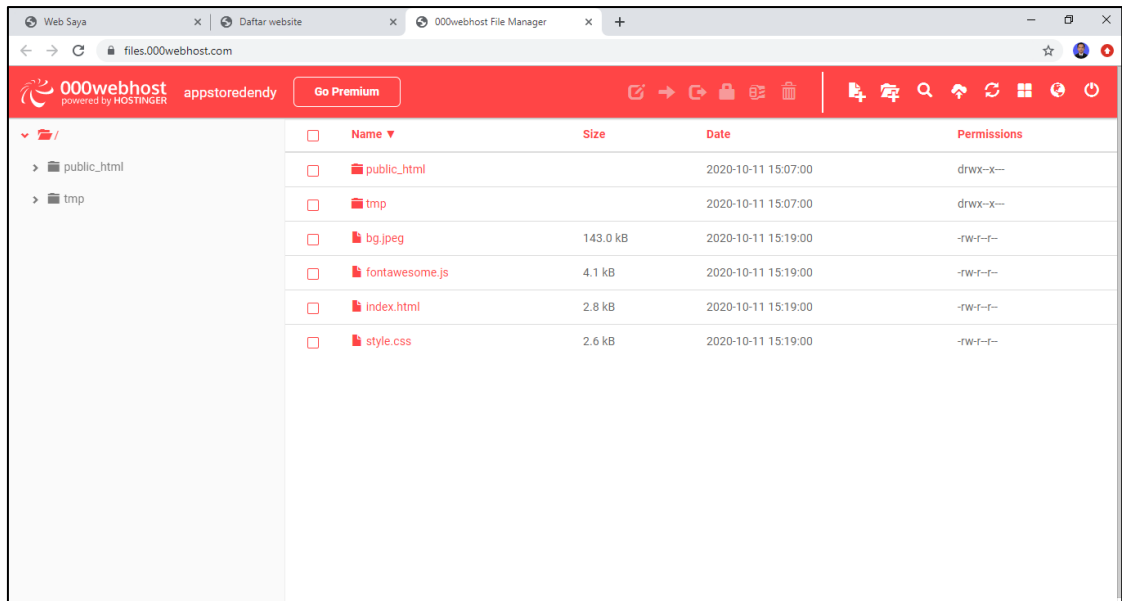 Web Saya
Daftar website
000webhost File Manager
files.000webhost.com
000webhost
powered by HOSTINGER
appstoredendy
Go Premium
/
public_html
tmp
Name ▼ Size Date Permissions
public_html 2020-10-11 15:07:00 drwx--x---
tmp 2020-10-11 15:07:00 drwx--x---
bg.jpeg 143.0 kB 2020-10-11 15:19:00 -rw-r--r--
fontawesome.js 4.1 kB 2020-10-11 15:19:00 -rw-r--r--
index.html 2.8 kB 2020-10-11 15:19:00 -rw-r--r--
style.css 2.6 kB 2020-10-11 15:19:00 -rw-r--r--